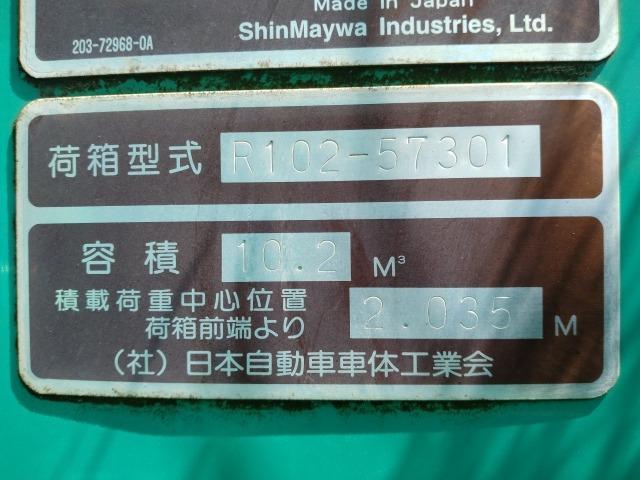 Made in Japan
203-72968-0A
ShinMaywa Industries, Ltd.
荷箱型式 R102-57301
容積 10.2 M³
積載荷重中心位置
荷箱前端より 2.035 M
(社)日本自動車車体工業会